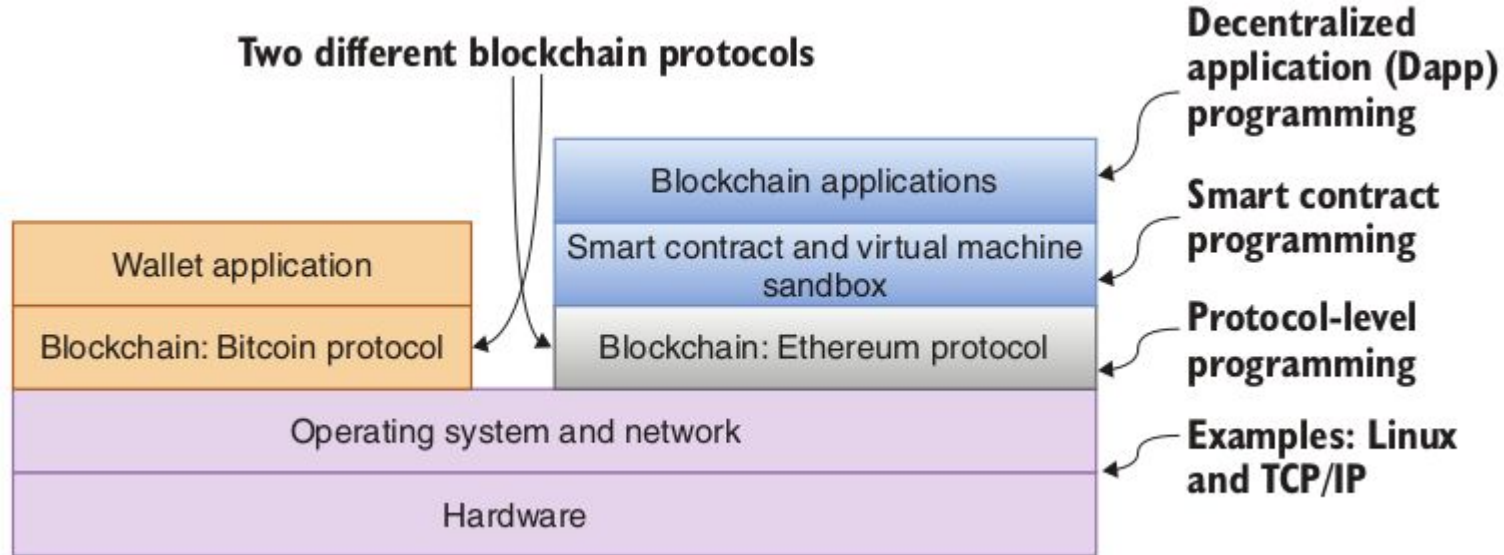 Two different blockchain protocols
Decentralized
application (Dapp)
programming
Blockchain applications
Smart contract
programming
Wallet application
Smart contract and virtual machine
sandbox
Blockchain: Bitcoin protocol
Blockchain: Ethereum protocol
Protocol-level
programming
Operating system and network
Examples: Linux
and TCP/IP
Hardware